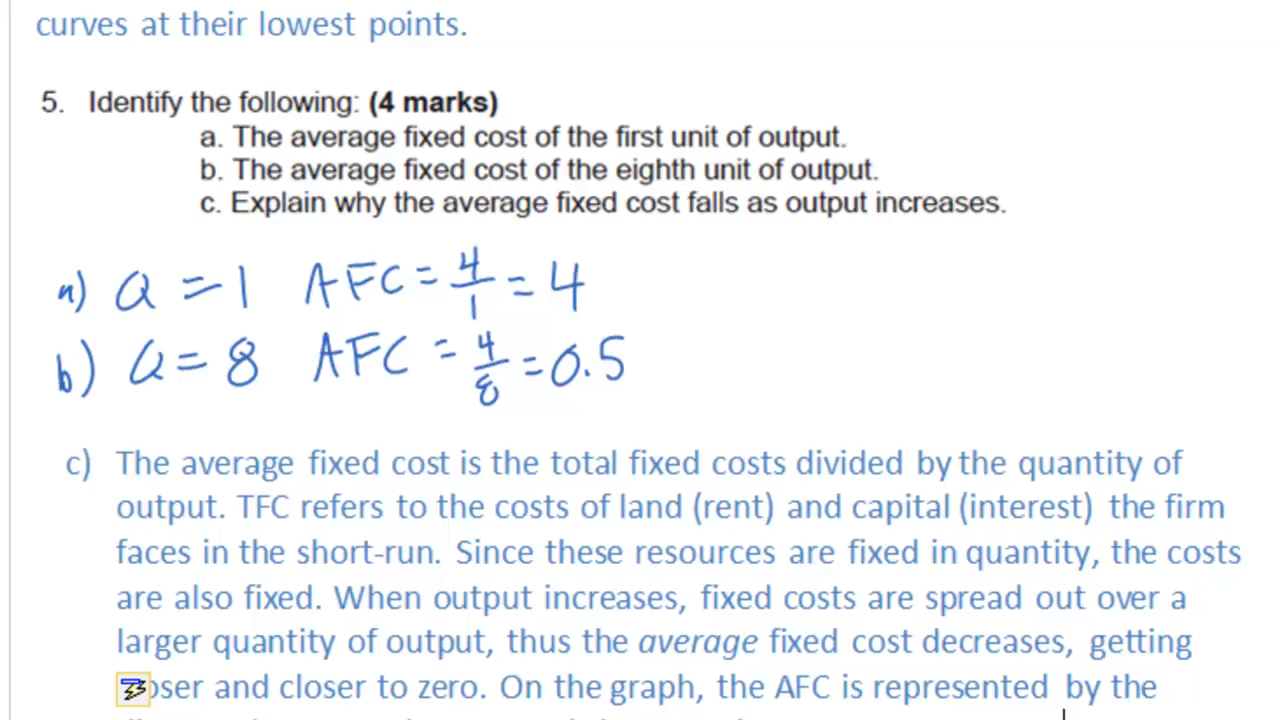 curves at their lowest points.
5. Identify the following: (4 marks)
a. The average fixed cost of the first unit of output.
b. The average fixed cost of the eighth unit of output.
c. Explain why the average fixed cost falls as output increases.
a) Q = 1 AFC = 4/1 = 4
b) Q = 8 AFC = 4/8 = 0.5
c) The average fixed cost is the total fixed costs divided by the quantity of
output. TFC refers to the costs of land (rent) and capital (interest) the firm
faces in the short-run. Since these resources are fixed in quantity, the costs
are also fixed. When output increases, fixed costs are spread out over a
larger quantity of output, thus the average fixed cost decreases, getting
oser and closer to zero. On the graph, the AFC is represented by the